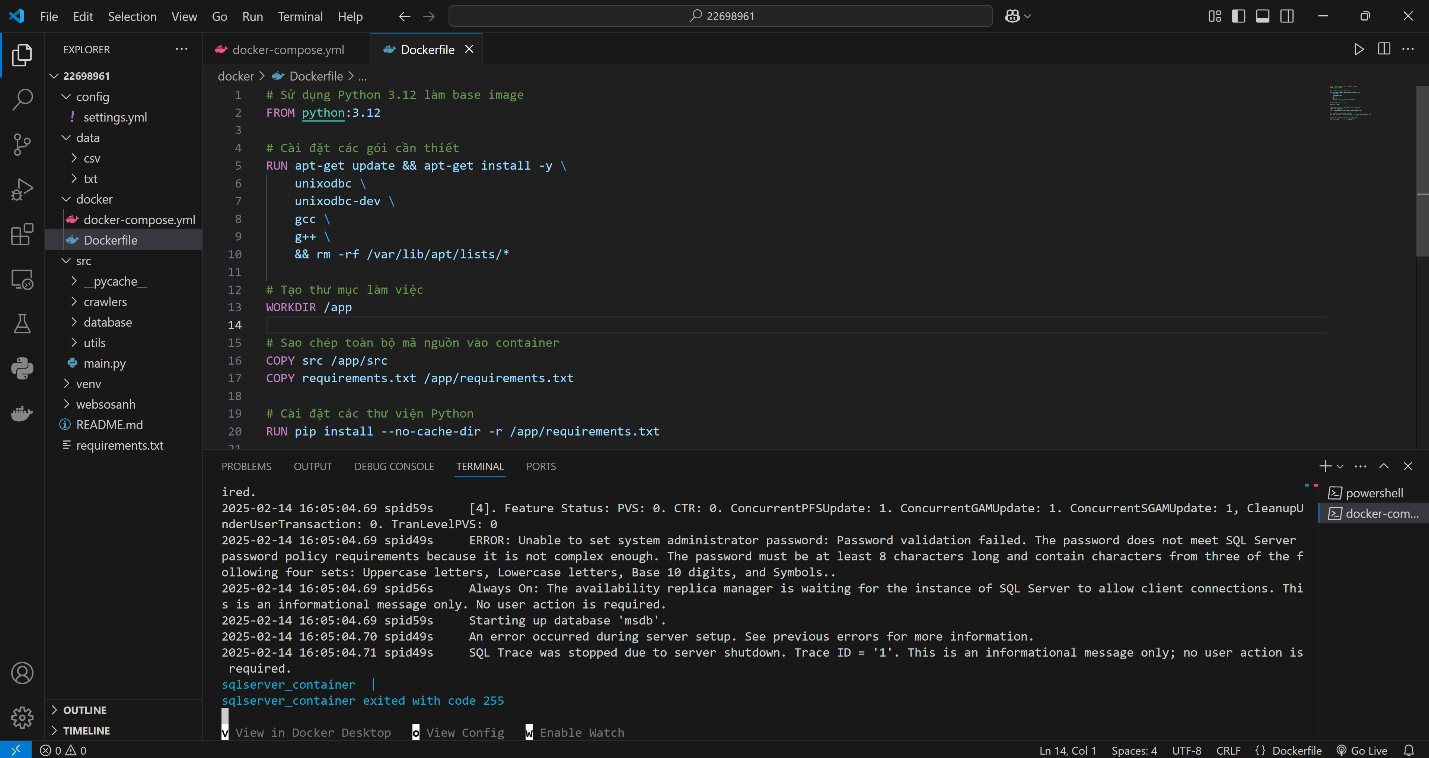 File Edit Selection View Go Run Terminal Help
22698961
EXPLORER
docker-compose.yml
Dockerfile
22698961
config
settings.yml
data
csv
txt
docker
docker-compose.yml
Dockerfile
src
__pycache__
crawlers
database
utils
main.py
venv
websosanh
README.md
requirements.txt
OUTLINE
TIMELINE
docker > Dockerfile > ...
1 # Sử dụng Python 3.12 làm base image
2 FROM python:3.12
3
4 # Cài đặt các gói cần thiết
5 RUN apt-get update && apt-get install -y \
6 unixodbc \
7 unixodbc-dev \
8 gcc \
9 g++ \
10 && rm -rf /var/lib/apt/lists/*
11
12 # Tạo thư mục làm việc
13 WORKDIR /app
14
15 # Sao chép toàn bộ mã nguồn vào container
16 COPY src /app/src
17 COPY requirements.txt /app/requirements.txt
18
19 # Cài đặt các thư viện Python
20 RUN pip install --no-cache-dir -r /app/requirements.txt
21
PROBLEMS OUTPUT DEBUG CONSOLE TERMINAL PORTS
ired.
2025-02-14 16:05:04.69 spid59s [4]. Feature Status: PVS: 0. CTR: 0. ConcurrentPFSUpdate: 1. ConcurrentGAMUpdate: 1. ConcurrentSGAMUpdate: 1, CleanupU
nderUserTransaction: 0. TranLevelPVS: 0
2025-02-14 16:05:04.69 spid49s ERROR: Unable to set system administrator password: Password validation failed. The password does not meet SQL Server
password policy requirements because it is not complex enough. The password must be at least 8 characters long and contain characters from three of the f
ollowing four sets: Uppercase letters, Lowercase letters, Base 10 digits, and Symbols..
2025-02-14 16:05:04.69 spid56s Always On: The availability replica manager is waiting for the instance of SQL Server to allow client connections. Thi
s is an informational message only. No user action is required.
2025-02-14 16:05:04.69 spid59s Starting up database 'msdb'.
2025-02-14 16:05:04.70 spid49s An error occurred during server setup. See previous errors for more information.
2025-02-14 16:05:04.71 spid49s SQL Trace was stopped due to server shutdown. Trace ID = '1'. This is an informational message only; no user action is
required.
sqlserver_container |
sqlserver_container exited with code 255
v View in Docker Desktop o View Config w Enable Watch
powershell
docker-com...
0 0
Ln 14, Col 1 Spaces: 4 UTF-8 CRLF {} Dockerfile Go Live